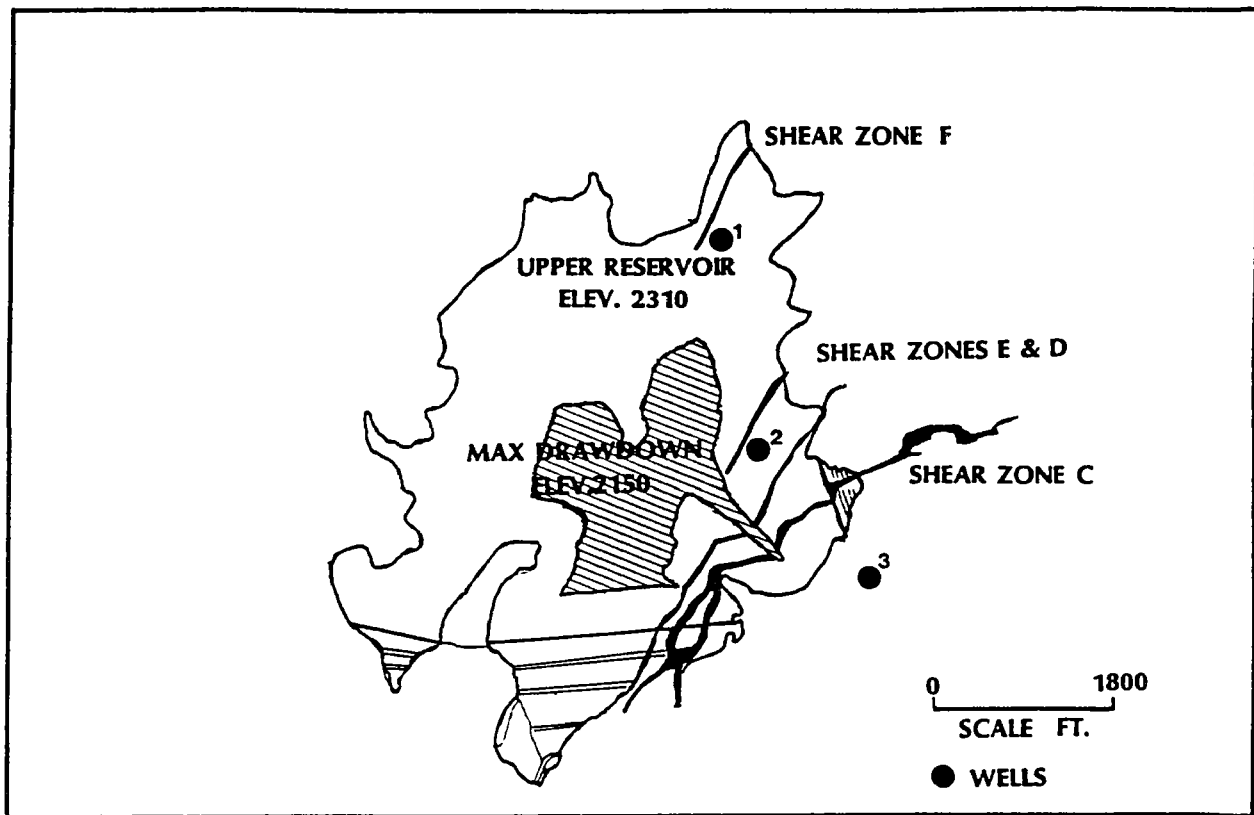 SHEAR ZONE F
1
UPPER RESERVOIR
ELEV. 2310
SHEAR ZONES E & D
2
MAX DRAWDOWN
ELEV.2150
SHEAR ZONE C
3
0 1800
SCALE FT.
WELLS